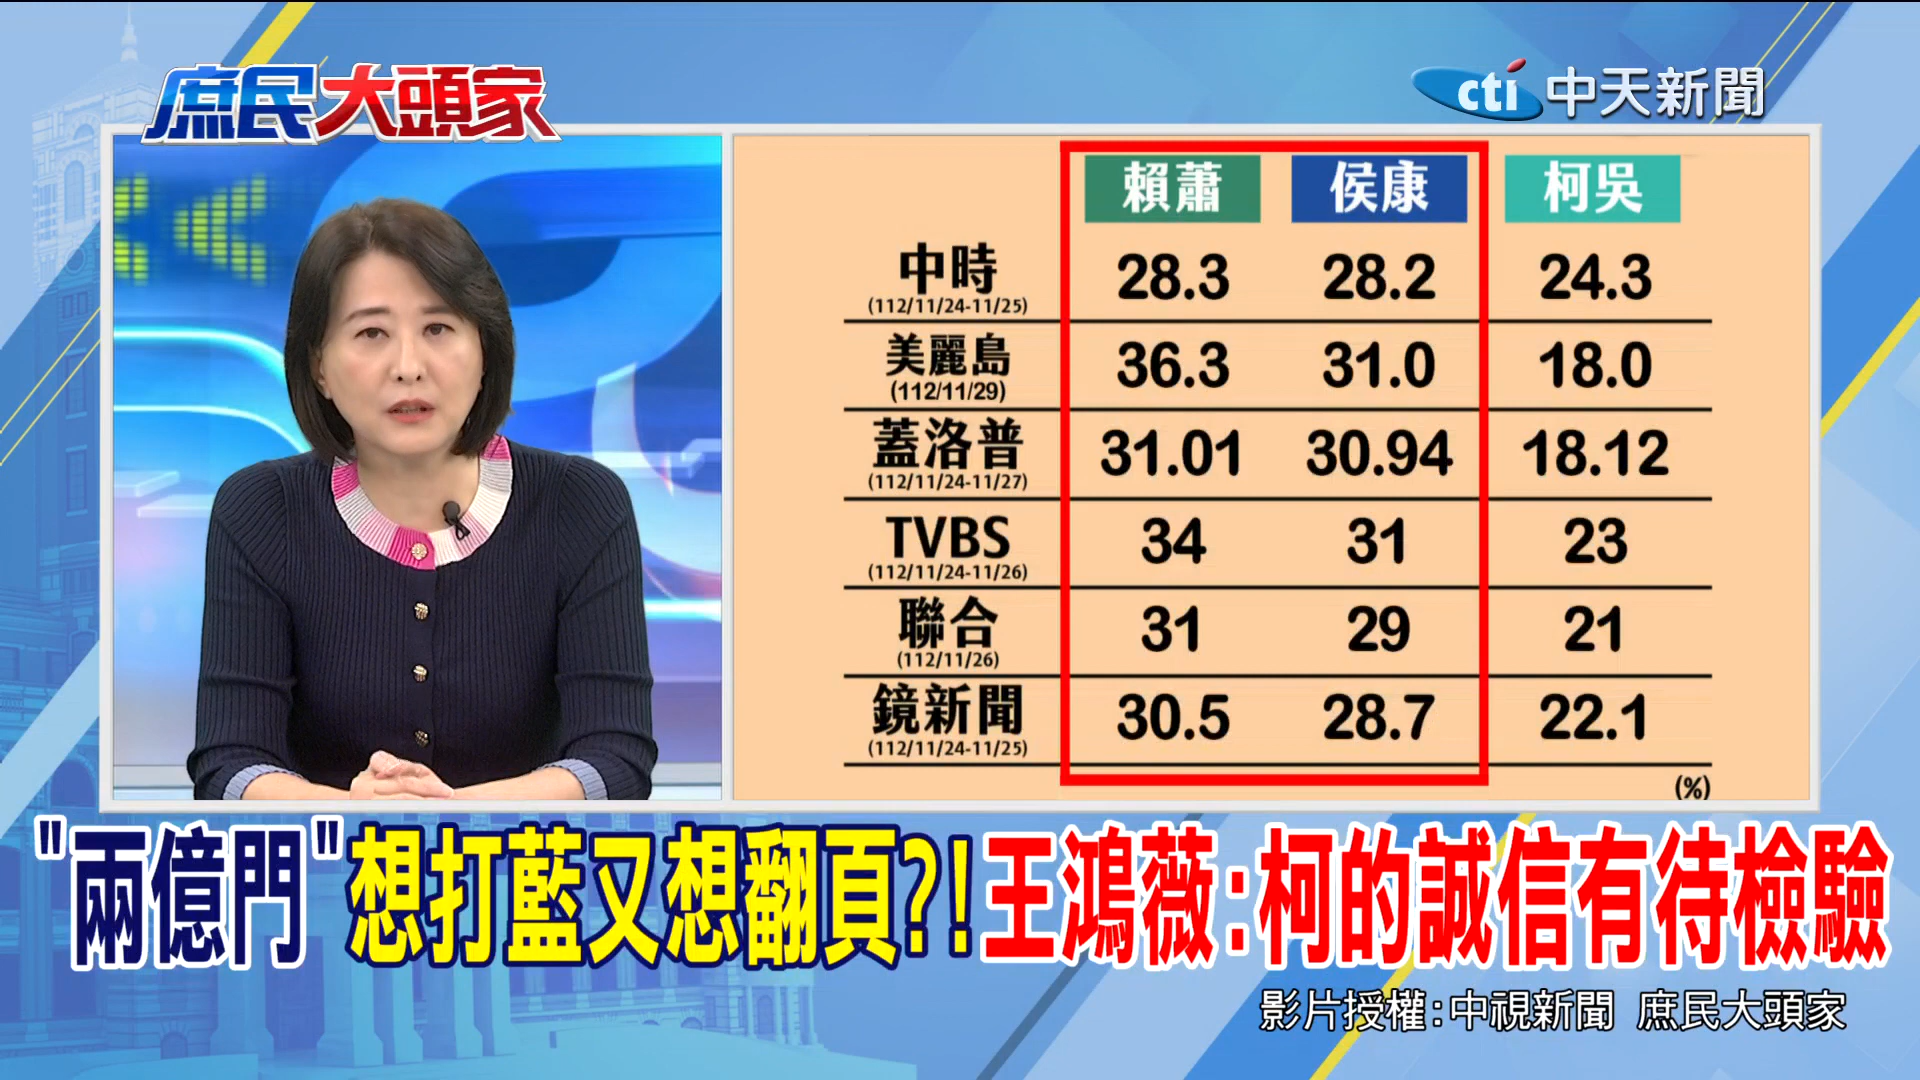 庶民大頭家
cti 中天新聞
賴蕭 侯康 柯吳
中時 28.3 28.2 24.3
(112/11/24-11/25)
美麗島 36.3 31.0 18.0
(112/11/29)
蓋洛普 31.01 30.94 18.12
(112/11/24-11/27)
TVBS 34 31 23
(112/11/24-11/26)
聯合 31 29 21
(112/11/26)
鏡新聞 30.5 28.7 22.1
(112/11/24-11/25)
(%)
"兩億門"想打藍又想翻頁?!王鴻薇:柯的誠信有待檢驗
影片授權:中視新聞 庶民大頭家